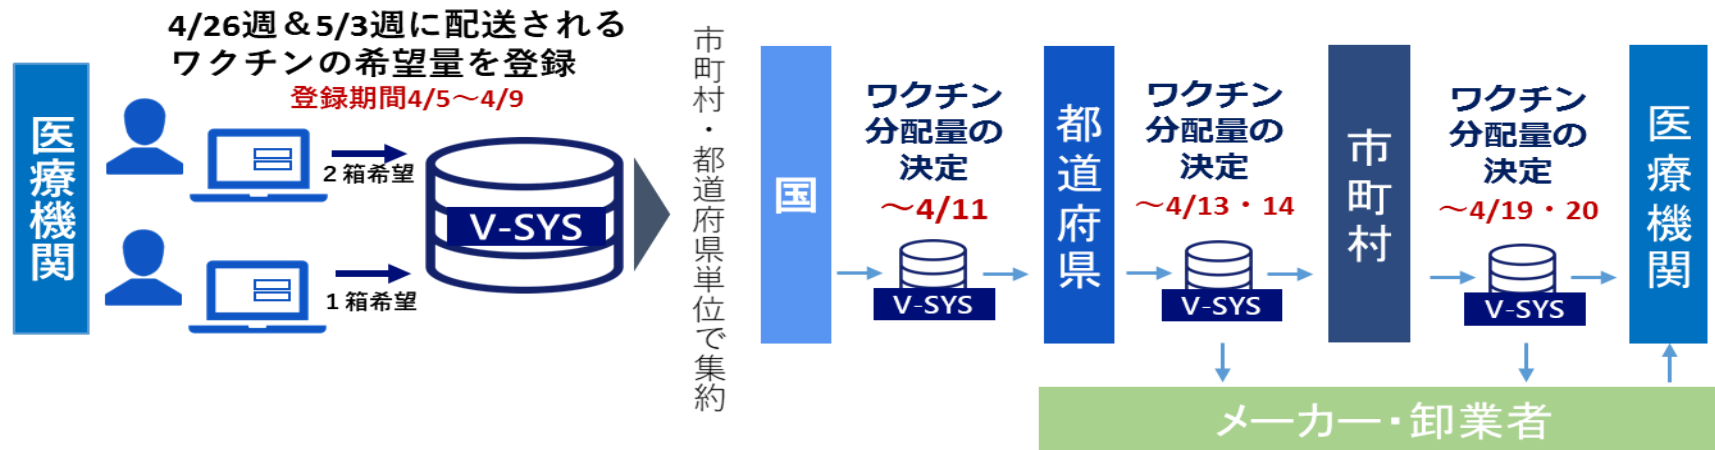 4/26週＆5/3週に配送される
ワクチンの希望量を登録
登録期間4/5～4/9
医療機関
２箱希望
１箱希望
V-SYS
市町村・都道府県単位で集約
国
ワクチン
分配量の
決定
～4/11
V-SYS
都道府県
ワクチン
分配量の
決定
～4/13・14
V-SYS
市町村
ワクチン
分配量の
決定
～4/19・20
V-SYS
医療機関
メーカー・卸業者